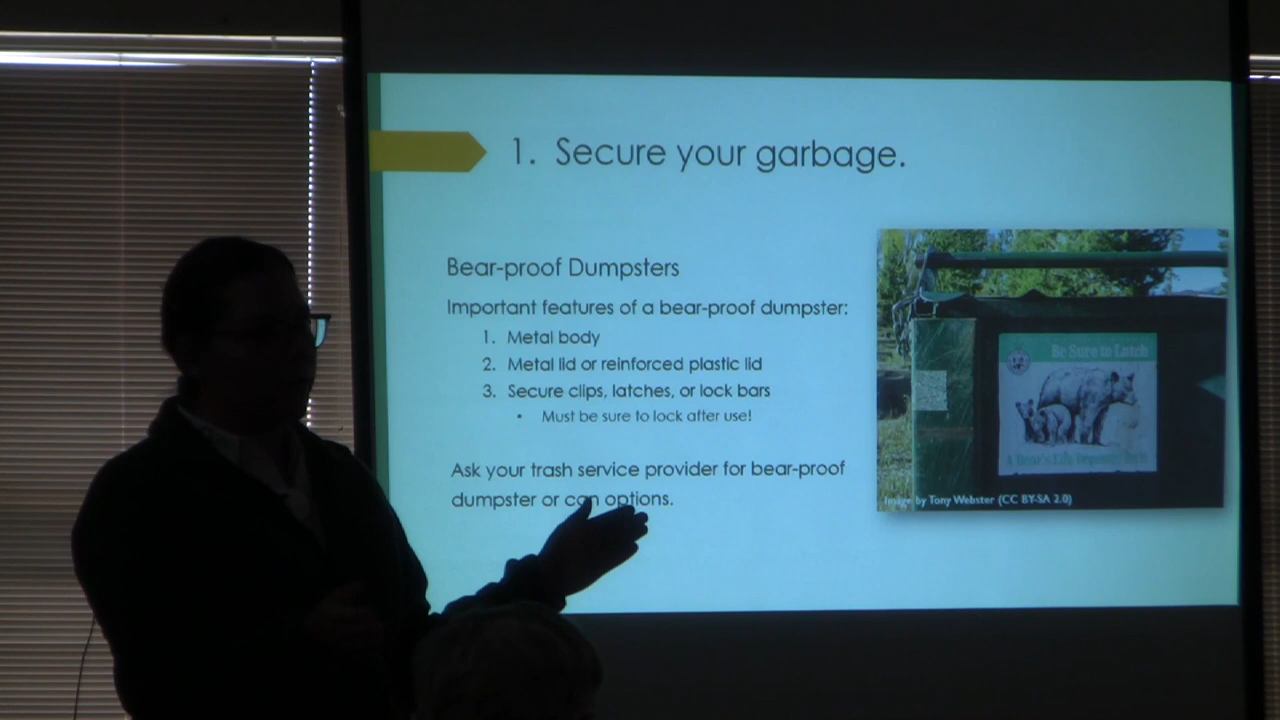 1. Secure your garbage.
Bear-proof Dumpsters
Important features of a bear-proof dumpster:
1. Metal body
2. Metal lid or reinforced plastic lid
3. Secure clips, latches, or lock bars
• Must be sure to lock after use!
Ask your trash service provider for bear-proof
dumpster or can options.
Be Sure to Latch
A Bear's Life Depends on It
Image by Tony Webster (CC BY-SA 2.0)